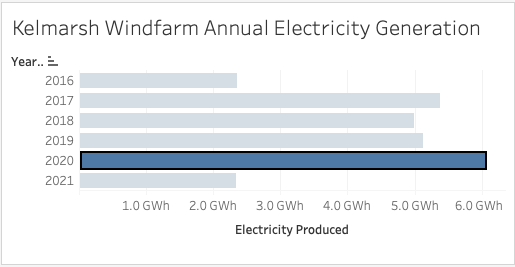 Kelmarsh Windfarm Annual Electricity Generation
Year..
2016
2017
2018
2019
2020
2021
1.0 GWh 2.0 GWh 3.0 GWh 4.0 GWh 5.0 GWh 6.0 GWh
Electricity Produced